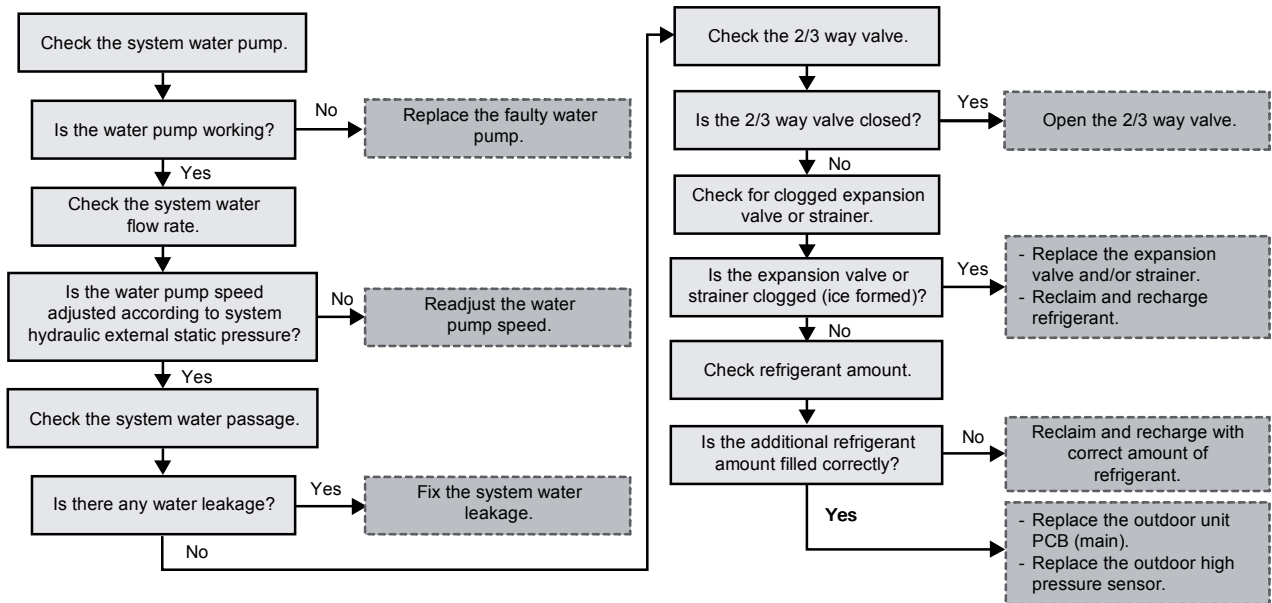 Check the system water pump.
Is the water pump working?
No
Replace the faulty water
pump.
Yes
Check the system water
flow rate.
Is the water pump speed
adjusted according to system
hydraulic external static pressure?
No
Readjust the water
pump speed.
Yes
Check the system water passage.
Is there any water leakage?
Yes
Fix the system water
leakage.
No
Check the 2/3 way valve.
Is the 2/3 way valve closed?
Yes
Open the 2/3 way valve.
No
Check for clogged expansion
valve or strainer.
Is the expansion valve or
strainer clogged (ice formed)?
Yes
- Replace the expansion
valve and/or strainer.
- Reclaim and recharge
refrigerant.
No
Check refrigerant amount.
Is the additional refrigerant
amount filled correctly?
No
Reclaim and recharge with
correct amount of
refrigerant.
Yes
- Replace the outdoor unit
PCB (main).
- Replace the outdoor high
pressure sensor.